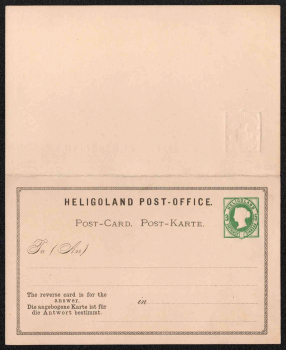 HELIGOLAND POST-OFFICE.
HELIGOLAND
POST-CARD. POST-KARTE.
To (An)
The reverse card is for the
answer.
Die angebogene Karte ist für
die Antwort bestimmt.
in